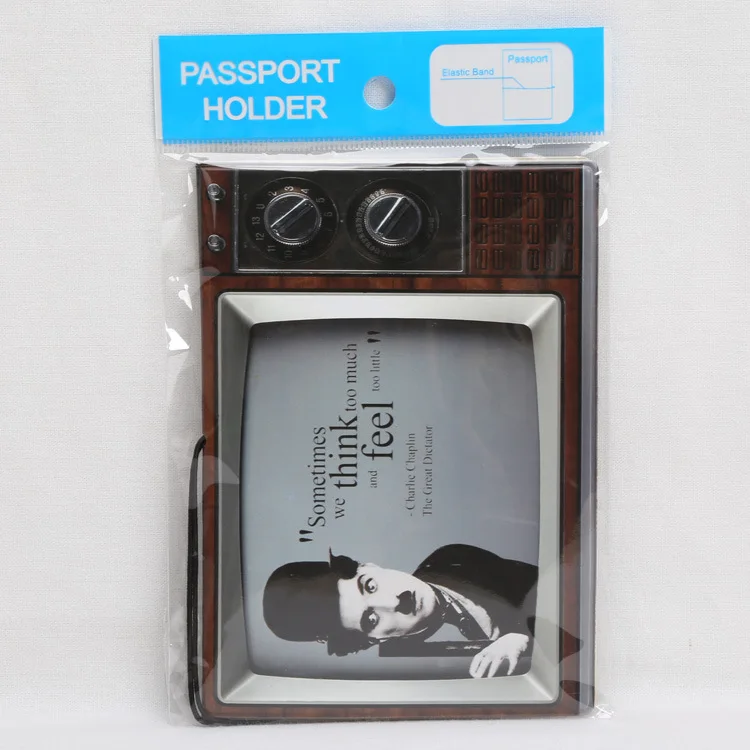 PASSPORT
HOLDER
Passport
Elastic Band
"Sometimes
we think too much
and feel too little"
- Charlie Chaplin
The Great Dictator